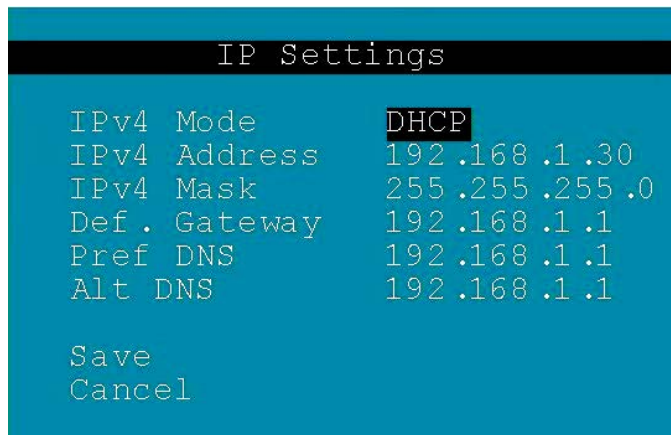 IP Settings
IPv4 Mode DHCP
IPv4 Address 192.168.1.30
IPv4 Mask 255.255.255.0
Def. Gateway 192.168.1.1
Pref DNS 192.168.1.1
Alt DNS 192.168.1.1
Save
Cancel